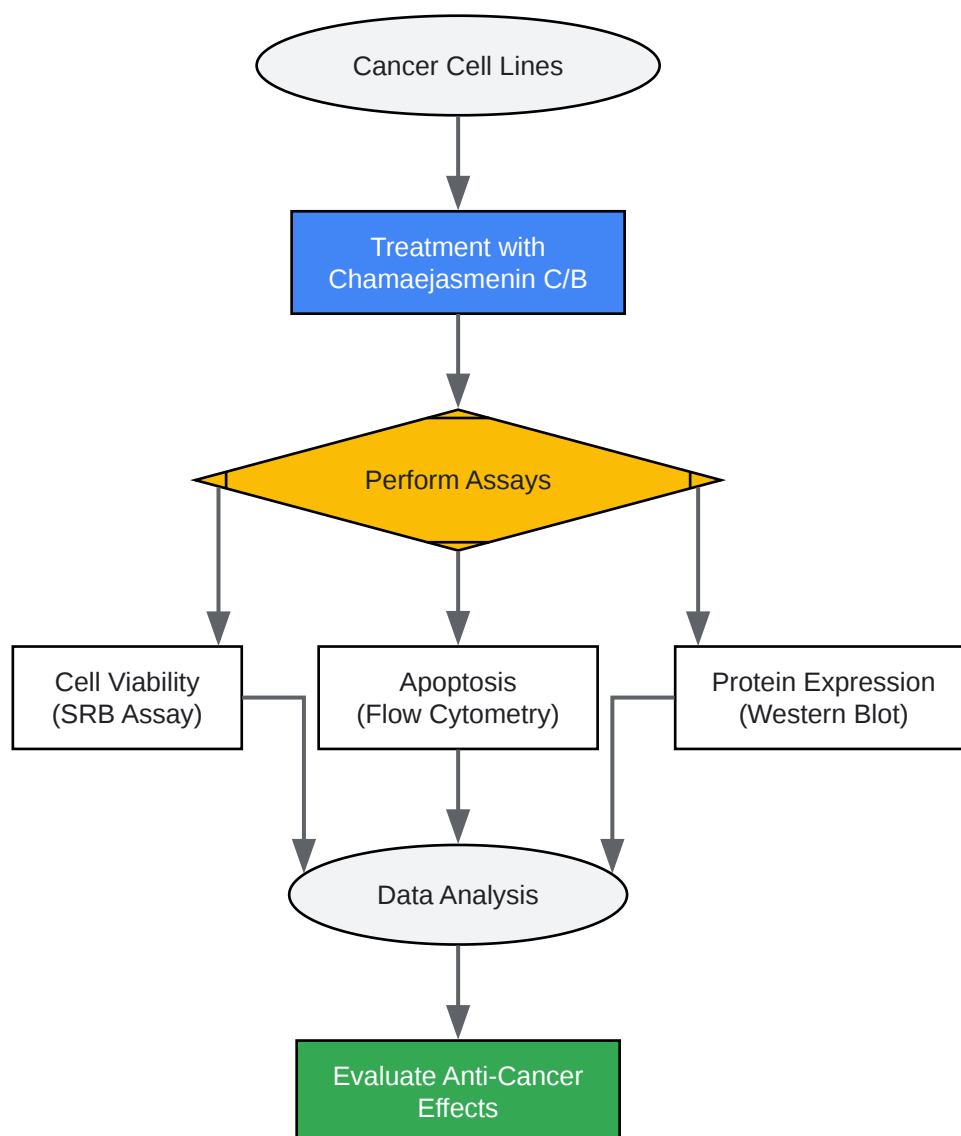 Cancer Cell Lines
Treatment with
Chamaejasmenin C/B
Perform Assays
Cell Viability
(SRB Assay)
Apoptosis
(Flow Cytometry)
Protein Expression
(Western Blot)
Data Analysis
Evaluate Anti-Cancer
Effects